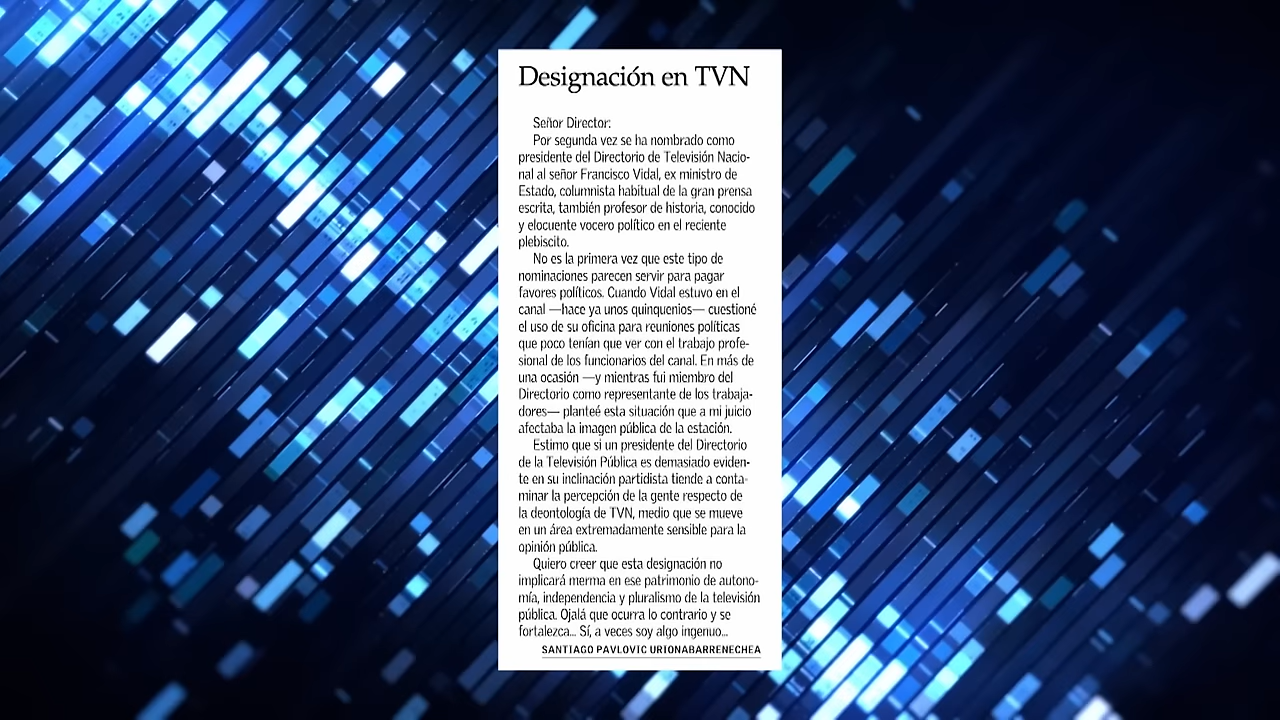 Designación en TVN
Señor Director:
Por segunda vez se ha nombrado como
presidente del Directorio de Televisión Nacio-
nal al señor Francisco Vidal, ex ministro de
Estado, columnista habitual de la gran prensa
escrita, también profesor de historia, conocido
y elocuente vocero político en el reciente
plebiscito.
No es la primera vez que este tipo de
nominaciones parecen servir para pagar
favores políticos. Cuando Vidal estuvo en el
canal —hace ya unos quinquenios— cuestioné
el uso de su oficina para reuniones políticas
que poco tenían que ver con el trabajo profe-
sional de los funcionarios del canal. En más de
una ocasión —y mientras fui miembro del
Directorio como representante de los trabaja-
dores— planteé esta situación que a mi juicio
afectaba la imagen pública de la estación.
Estimo que si un presidente del Directorio
de la Televisión Pública es demasiado eviden-
te en su inclinación partidista tiende a conta-
minar la percepción de la gente respecto de
la deontología de TVN, medio que se mueve
en un área extremadamente sensible para la
opinión pública.
Quiero creer que esta designación no
implicará merma en ese patrimonio de autono-
mía, independencia y pluralismo de la televisión
pública. Ojalá que ocurra lo contrario y se
fortalezca... Sí, a veces soy algo ingenuo...
SANTIAGO PAVLOVIC URIONABARRENECHEA